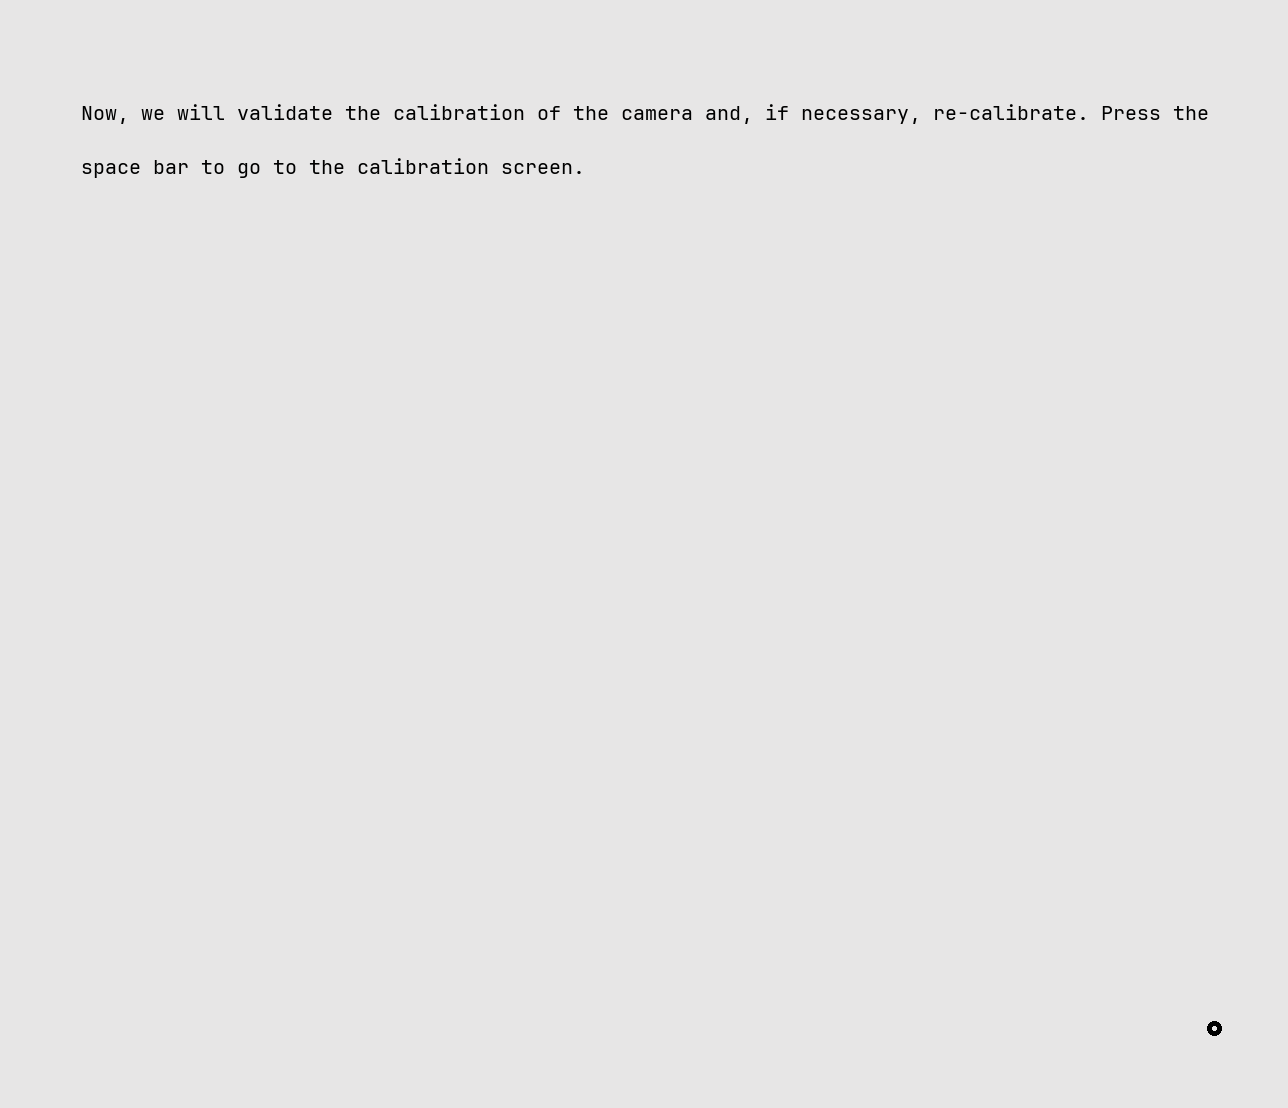 Now, we will validate the calibration of the camera and, if necessary, re-calibrate. Press the
space bar to go to the calibration screen.